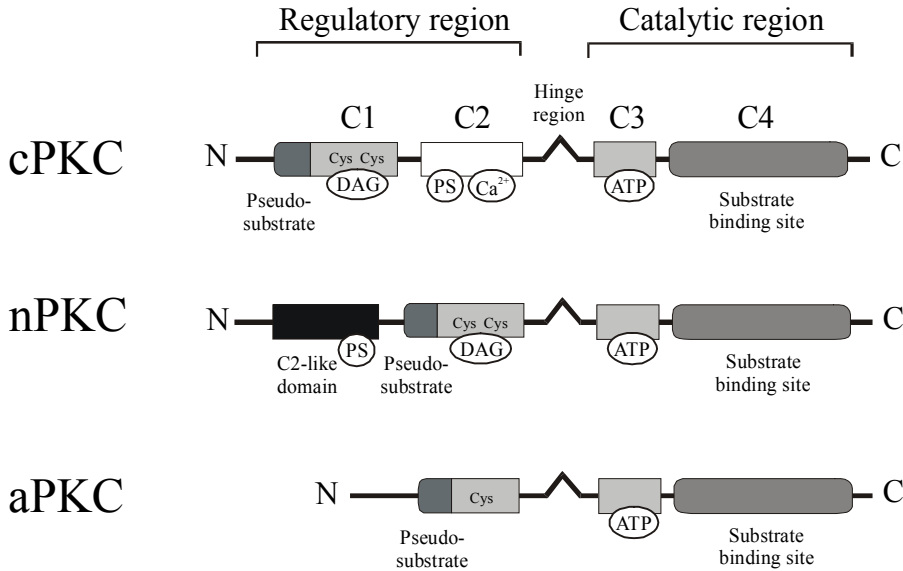 Regulatory region
Catalytic region
Hinge
region
C1
C2
C3
C4
cPKC
N
Cys Cys
DAG
PS
Ca²⁺
ATP
C
Pseudo-
substrate
Substrate
binding site
nPKC
N
PS
Cys Cys
DAG
ATP
C
C2-like
domain
Pseudo-
substrate
Substrate
binding site
aPKC
N
Cys
ATP
C
Pseudo-
substrate
Substrate
binding site